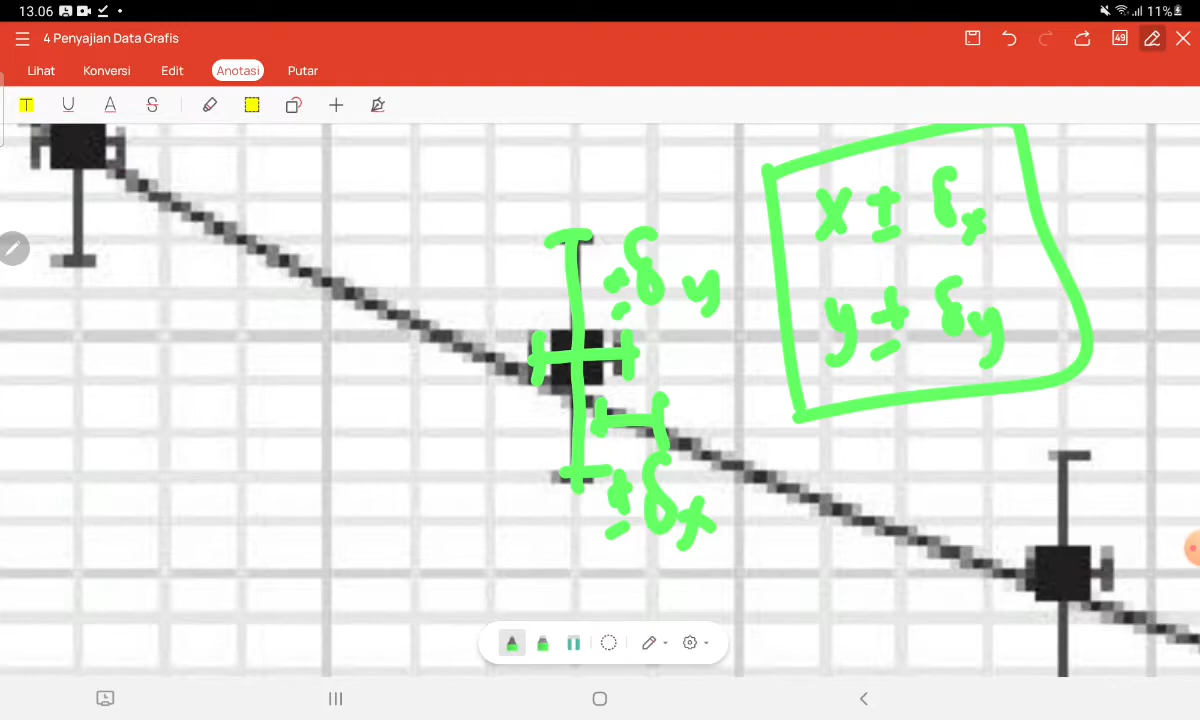 13.06
11%
4 Penyajian Data Grafis
49
Lihat Konversi Edit Anotasi Putar
T U A S
x ± δx
y ± δy
± δy
± δx